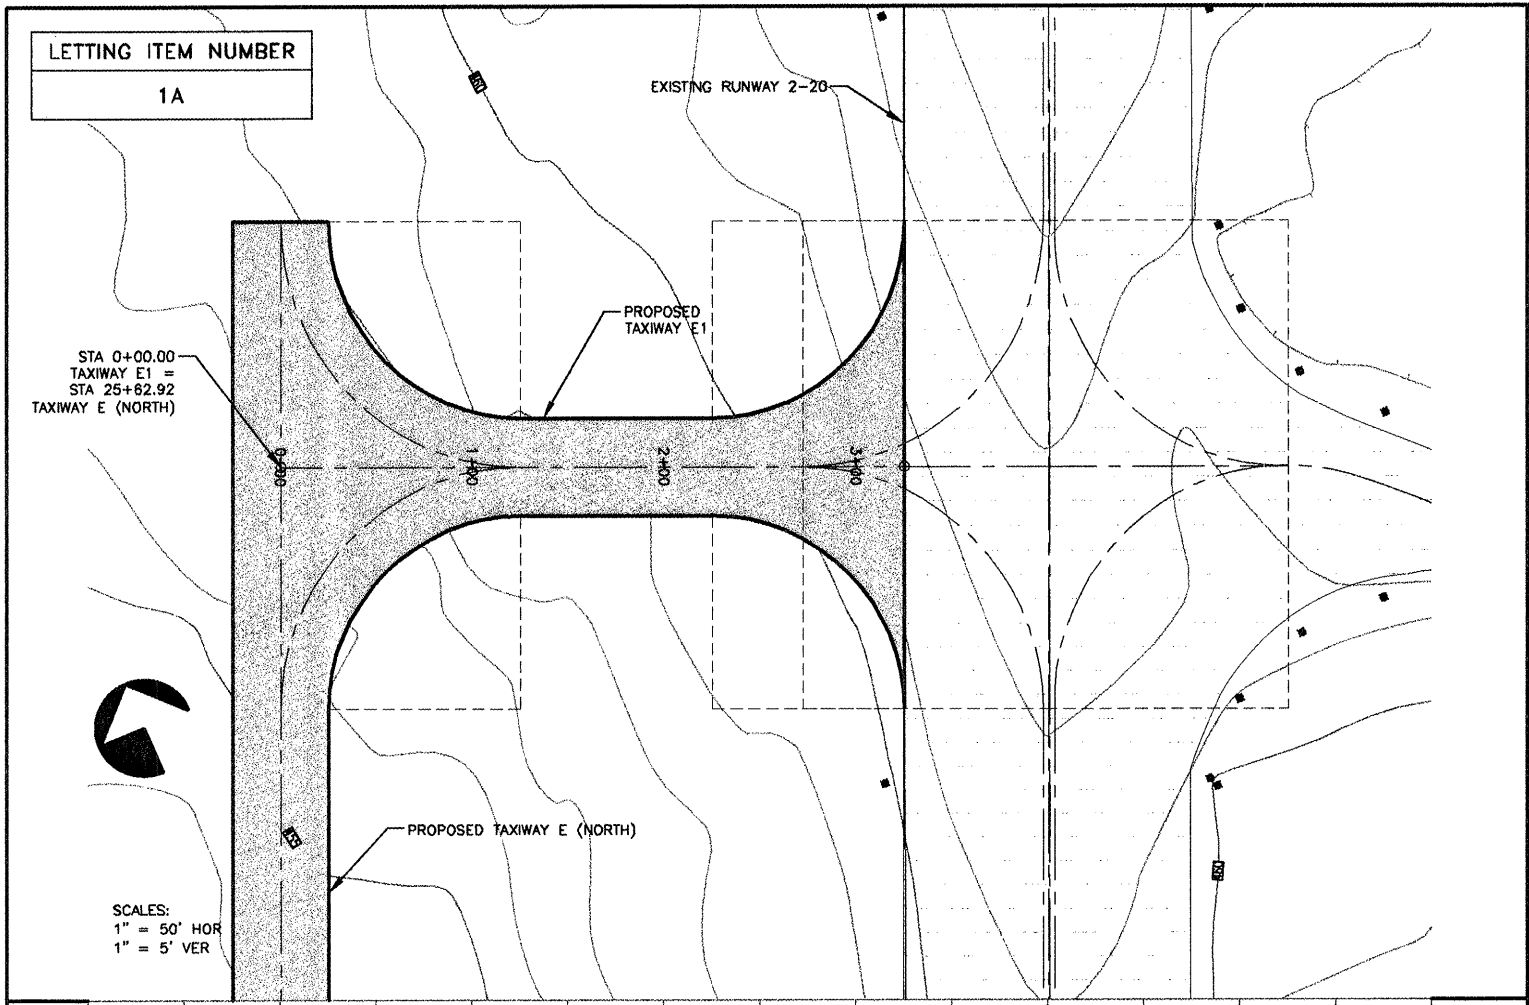 LETTING ITEM NUMBER
1A
EXISTING RUNWAY 2-20
PROPOSED
TAXIWAY E1
STA 0+00.00
TAXIWAY E1 =
STA 25+62.92
TAXIWAY E (NORTH)
0+00
1+00
2+00
3+00
PROPOSED TAXIWAY E (NORTH)
SCALES:
1" = 50' HOR
1" = 5' VER